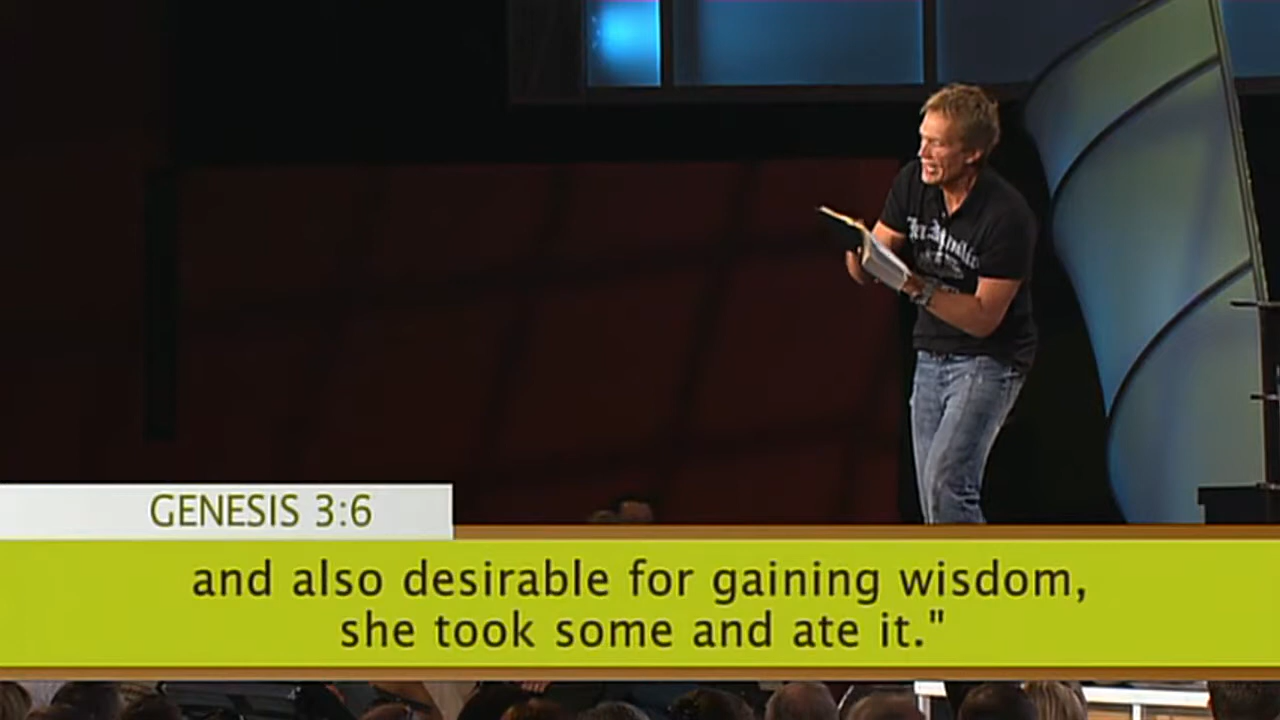 GENESIS 3:6
and also desirable for gaining wisdom,
she took some and ate it."